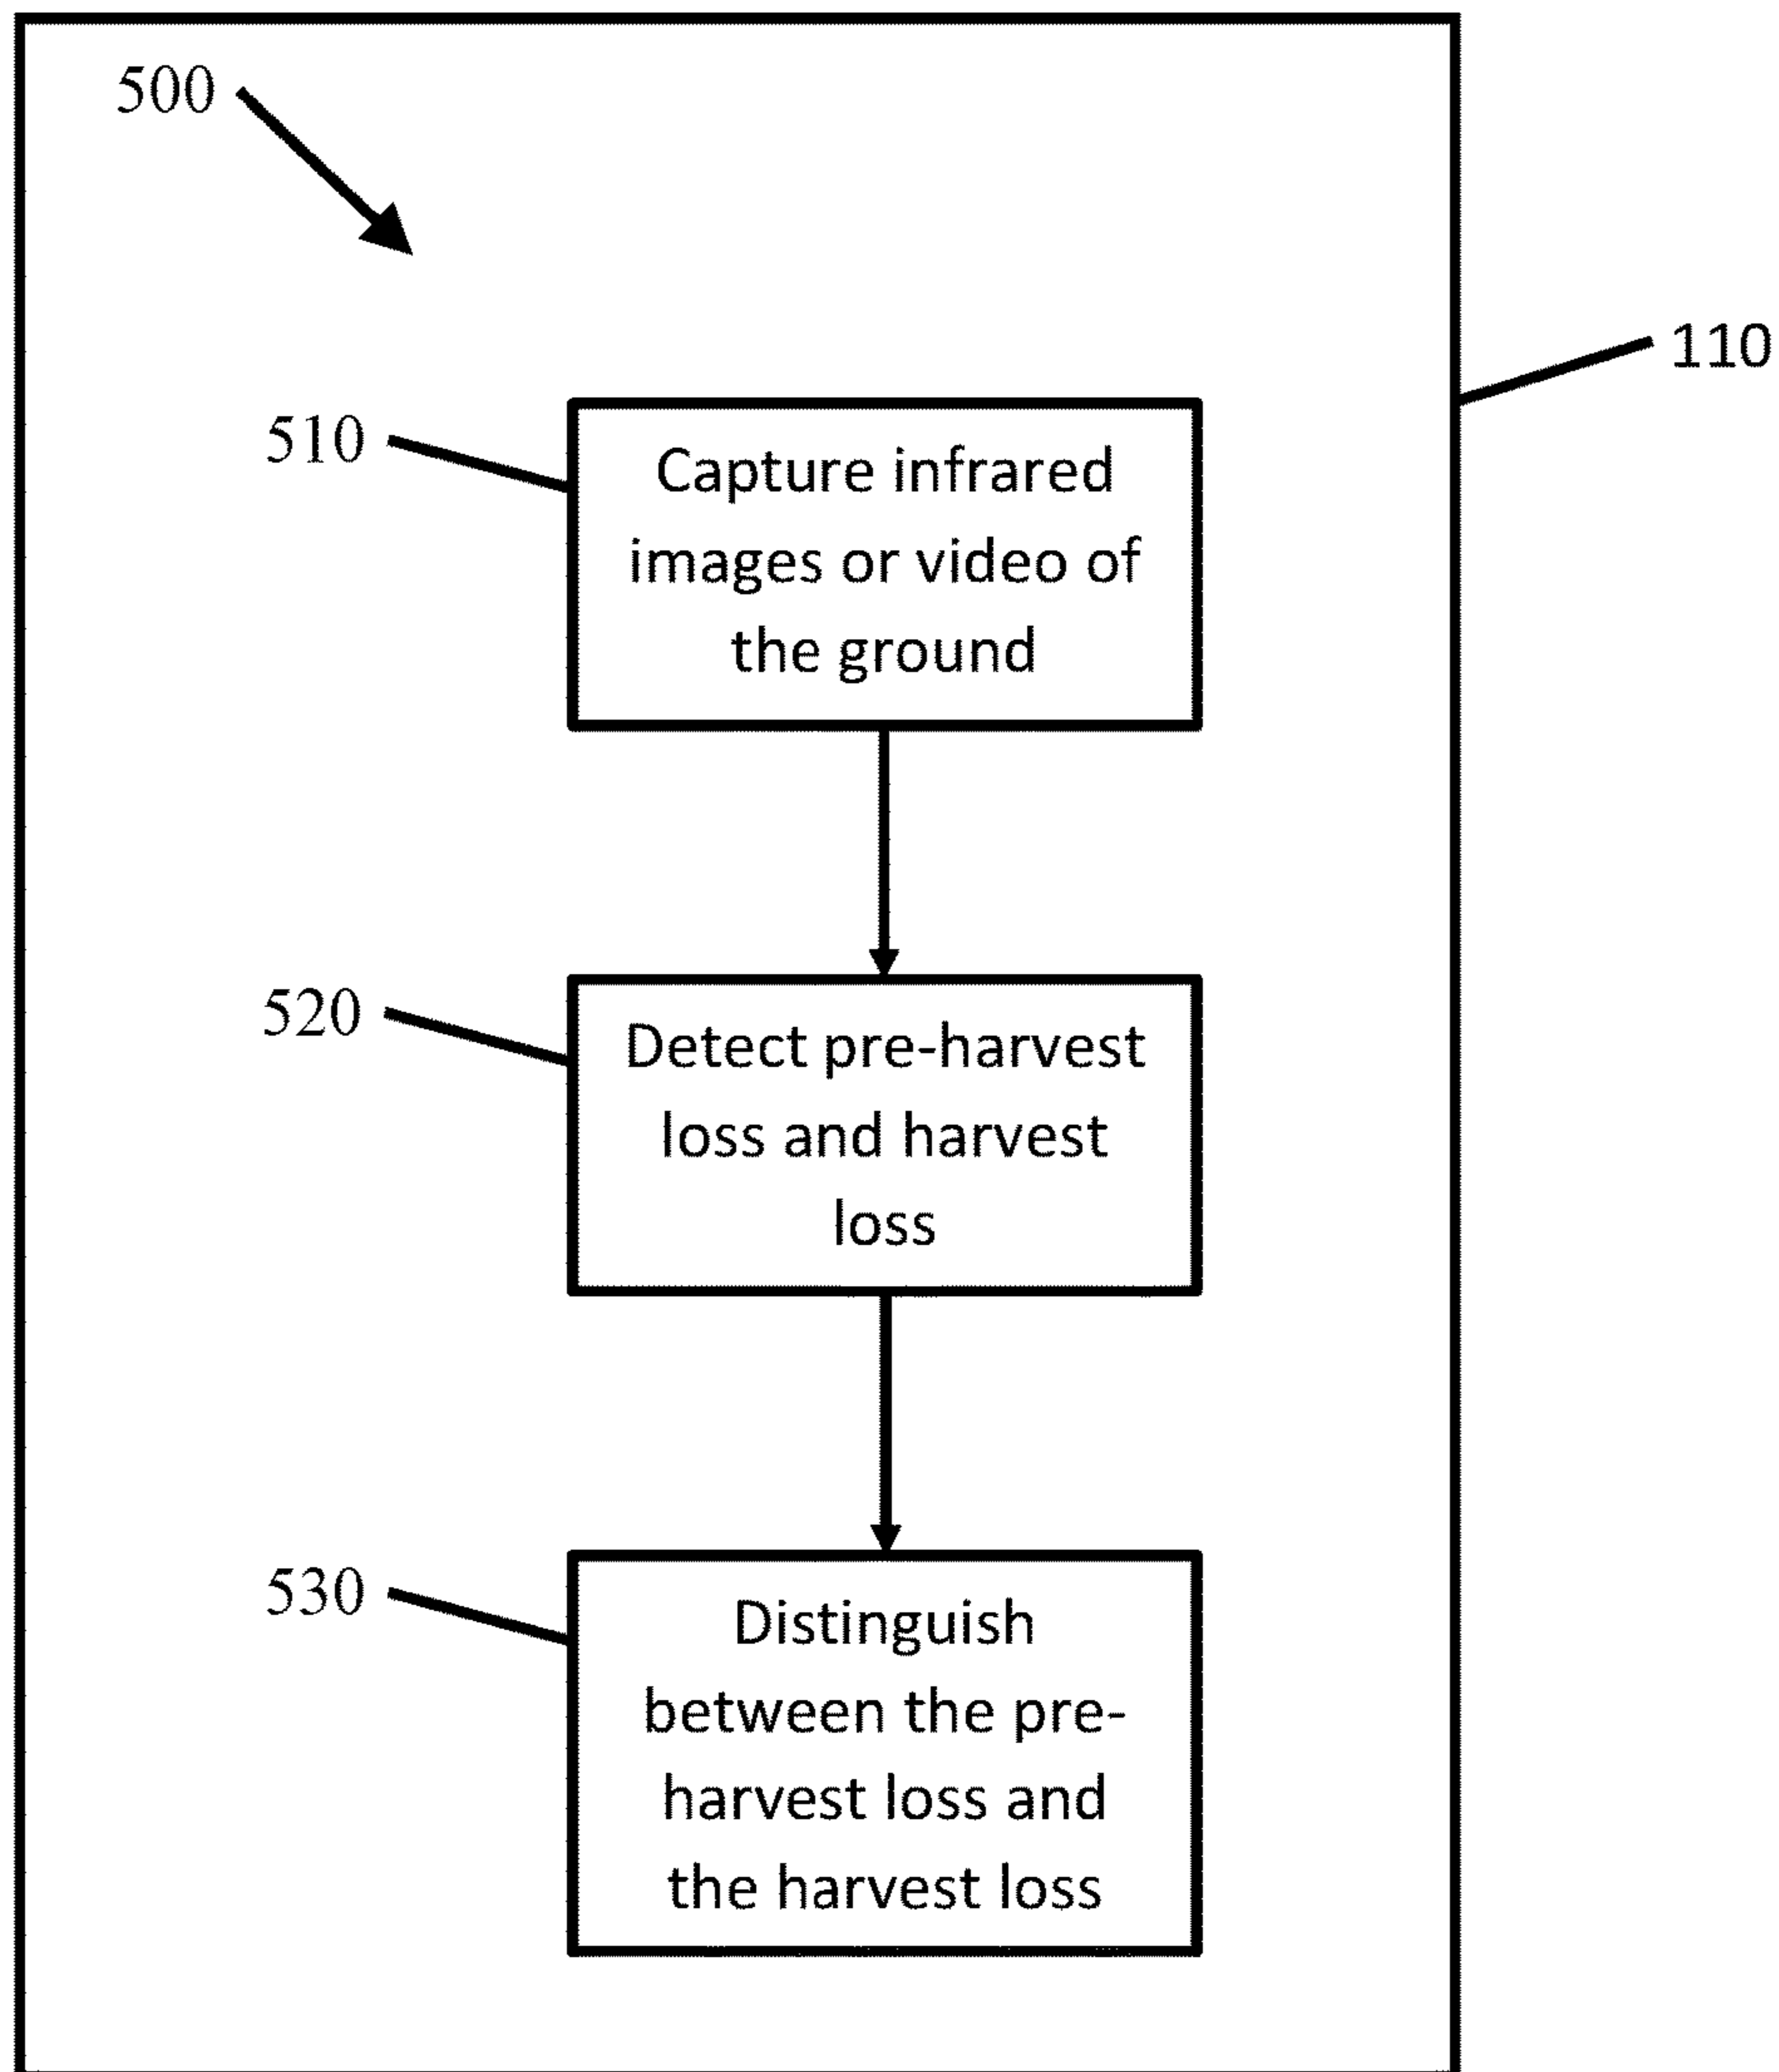 500
110
510
Capture infrared
images or video of
the ground
520
Detect pre-harvest
loss and harvest
loss
530
Distinguish
between the pre-
harvest loss and
the harvest loss